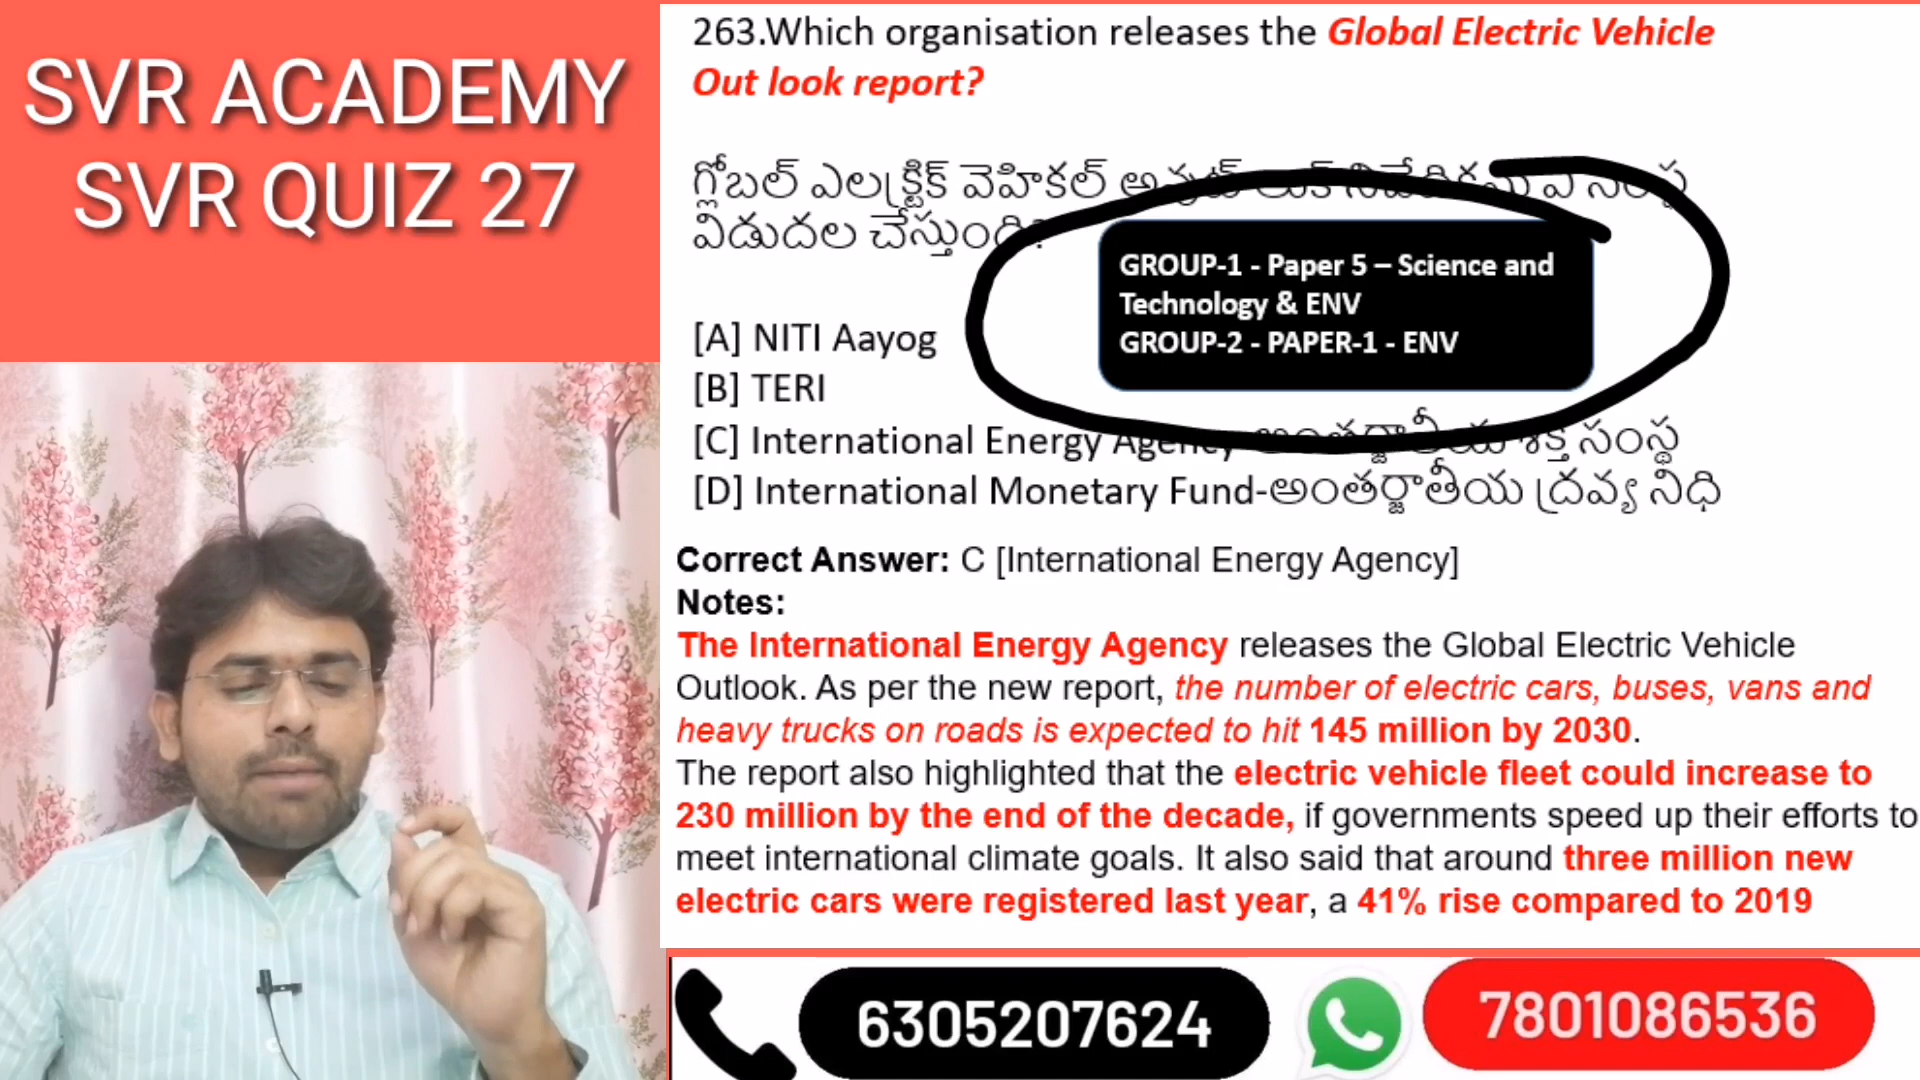 SVR ACADEMY
SVR QUIZ 27
263.Which organisation releases the Global Electric Vehicle
Out look report?
గ్లోబల్ ఎలక్ట్రిక్ వెహికల్ అవుట్ లుక్ నివేదికను ఏ సంస్థ
విడుదల చేస్తుంది?
GROUP-1 - Paper 5 – Science and
Technology & ENV
GROUP-2 - PAPER-1 - ENV
[A] NITI Aayog
[B] TERI
[C] International Energy Agency-అంతర్జాతీయ శక్తి సంస్థ
[D] International Monetary Fund-అంతర్జాతీయ ద్రవ్య నిధి
Correct Answer: C [International Energy Agency]
Notes:
The International Energy Agency releases the Global Electric Vehicle
Outlook. As per the new report, the number of electric cars, buses, vans and
heavy trucks on roads is expected to hit 145 million by 2030.
The report also highlighted that the electric vehicle fleet could increase to
230 million by the end of the decade, if governments speed up their efforts to
meet international climate goals. It also said that around three million new
electric cars were registered last year, a 41% rise compared to 2019
6305207624
7801086536